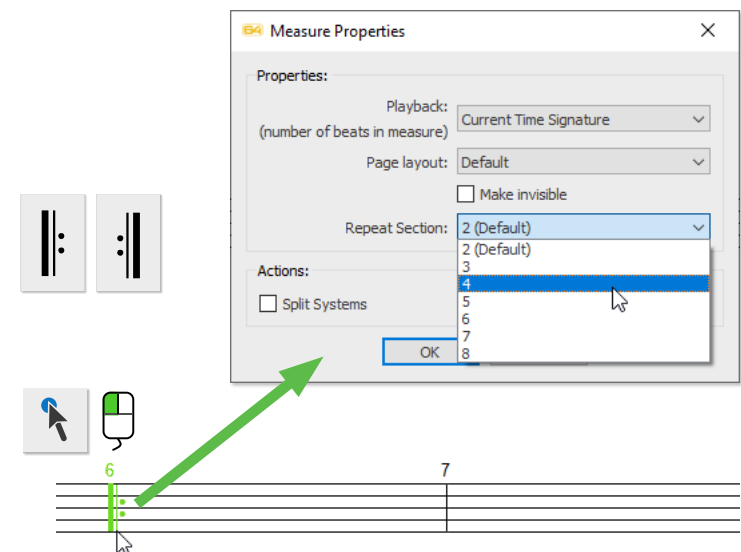 64 Measure Properties
Properties:
Playback:
(number of beats in measure)
Current Time Signature
Page layout: Default
Make invisible
Repeat Section: 2 (Default)
2 (Default)
3
4
5
6
7
8
Actions:
Split Systems
OK
6 7